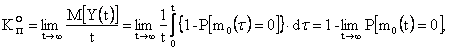 K_п^o = lim_{t→∞} M[Y(t)]/t = lim_{t→∞} 1/t ∫_0^t {1-P[m_0(τ)=0]}·dτ = 1-lim_{t→∞} P[m_0(t)=0],